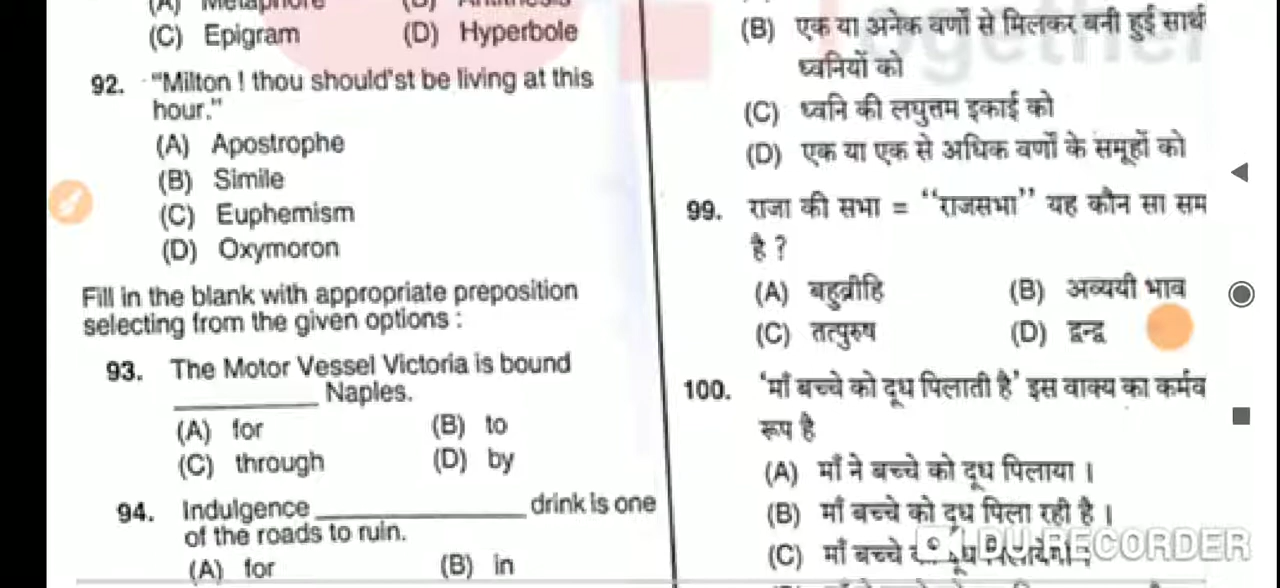 (C) Epigram (D) Hyperbole
92. "Milton ! thou should'st be living at this
hour."
(A) Apostrophe
(B) Simile
(C) Euphemism
(D) Oxymoron
Fill in the blank with appropriate preposition
selecting from the given options :
93. The Motor Vessel Victoria is bound
__________ Naples.
(A) for (B) to
(C) through (D) by
94. Indulgence ______________ drink is one
of the roads to ruin.
(A) for (B) in
(B) एक या अनेक वर्णों से मिलकर बनी हुई सार्थ
ध्वनियों को
(C) ध्वनि की लघुत्तम इकाई को
(D) एक या एक से अधिक वर्णों के समूहों को
99. राजा की सभा = "राजसभा" यह कौन सा सम
है ?
(A) बहुव्रीहि (B) अव्ययी भाव
(C) तत्पुरुष (D) द्वन्द्व
100. 'माँ बच्चे को दूध पिलाती है' इस वाक्य का कर्मव
रूप है
(A) माँ ने बच्चे को दूध पिलाया ।
(B) माँ बच्चे को दूध पिला रही है ।
(C) माँ बच्चे
DU RECORDER